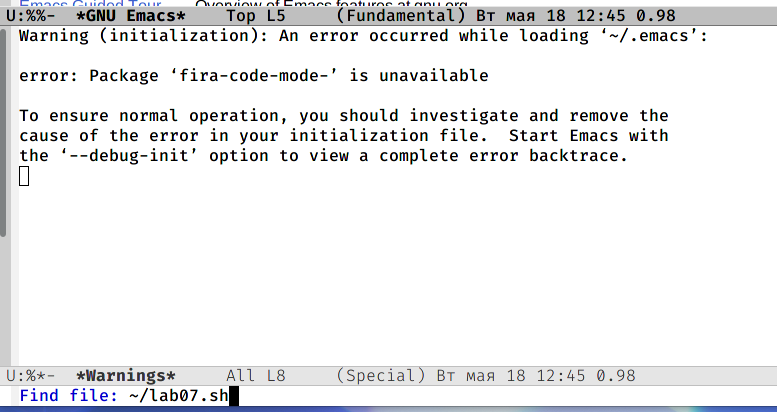 Emacs Guided Tour Overview of Emacs features at gnu.org
U:%%- *GNU Emacs* Top L5 (Fundamental) Вт мая 18 12:45 0.98
Warning (initialization): An error occurred while loading ‘~/.emacs’:
error: Package ‘fira-code-mode-’ is unavailable
To ensure normal operation, you should investigate and remove the
cause of the error in your initialization file. Start Emacs with
the ‘--debug-init’ option to view a complete error backtrace.
U:%*- *Warnings* All L8 (Special) Вт мая 18 12:45 0.98
Find file: ~/lab07.sh